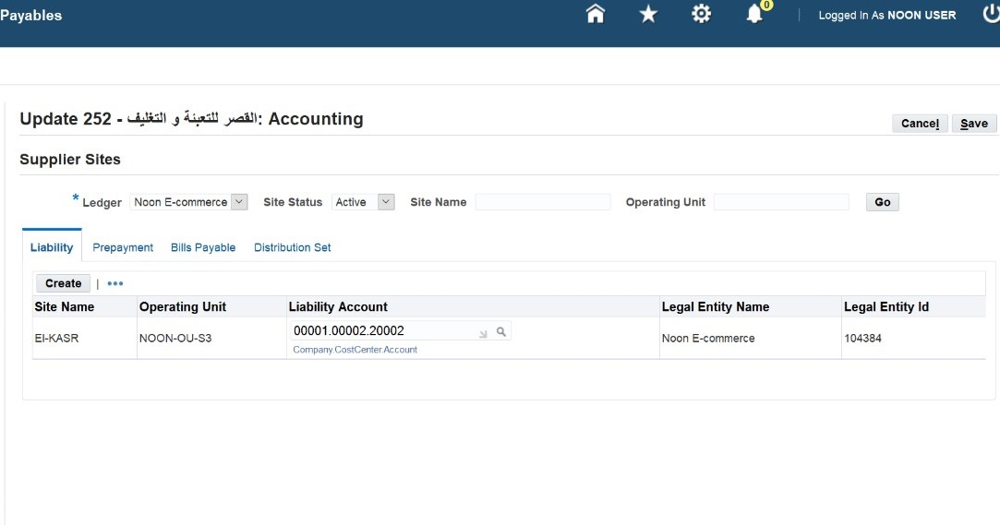 Payables
0
Logged In As NOON USER
Update 252 - القصر للتعبئة و التغليف: Accounting
Cancel Save
Supplier Sites
* Ledger Noon E-commerce Site Status Active Site Name Operating Unit Go
Liability Prepayment Bills Payable Distribution Set
Create | •••
Site Name Operating Unit Liability Account Legal Entity Name Legal Entity Id
El-KASR NOON-OU-S3 00001.00002.20002 Noon E-commerce 104384
Company.CostCenter.Account